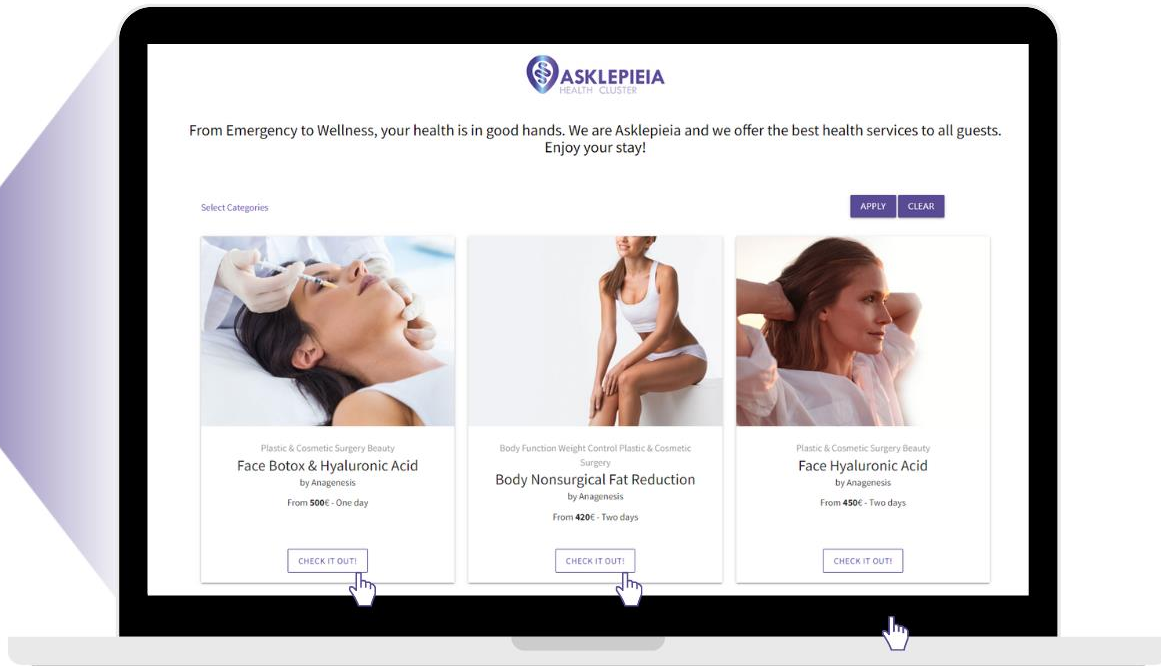 ASKLEPIEIA
HEALTH CLUSTER
From Emergency to Wellness, your health is in good hands. We are Asklepieia and we offer the best health services to all guests.
Enjoy your stay!
Select Categories
APPLY
CLEAR
Plastic & Cosmetic Surgery Beauty
Face Botox & Hyaluronic Acid
by Anagenesis
From 500€ - One day
CHECK IT OUT!
Body Function Weight Control Plastic & Cosmetic
Surgery
Body Nonsurgical Fat Reduction
by Anagenesis
From 420€ - Two days
CHECK IT OUT!
Plastic & Cosmetic Surgery Beauty
Face Hyaluronic Acid
by Anagenesis
From 450€ - Two days
CHECK IT OUT!